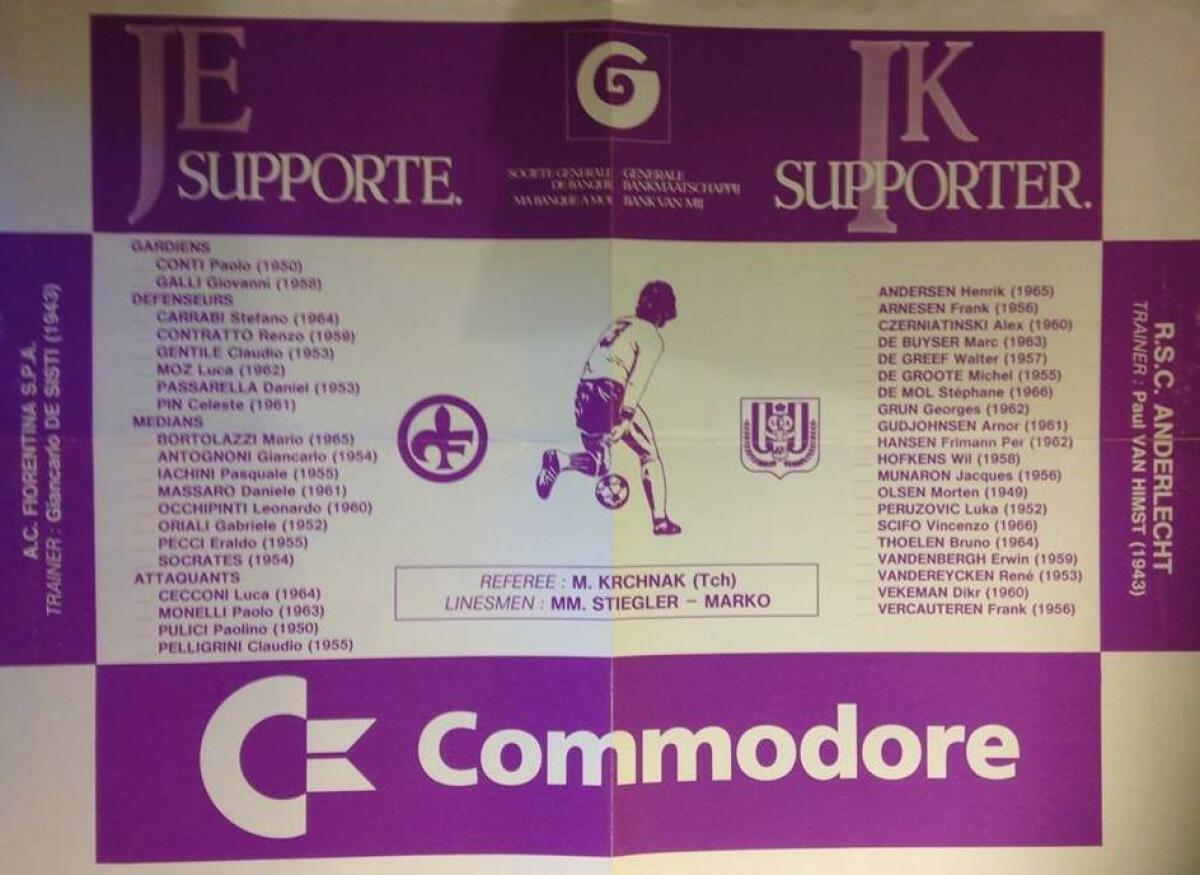 JE
SUPPORTE.
G
SOCIETE GENERALE
DE BANQUE
MA BANQUE A MOI
GENERALE
BANKMAATSCHAPPIJ
BANK VAN MIJ
IK
SUPPORTER.
A.C. FIORENTINA S.P.A.
TRAINER : Giancarlo DE SISTI (1943)
GARDIENS
CONTI Paolo (1950)
GALLI Giovanni (1958)
DEFENSEURS
CARRABI Stefano (1964)
CONTRATTO Renzo (1959)
GENTILE Claudio (1953)
MOZ Luca (1962)
PASSARELLA Daniel (1953)
PIN Celeste (1961)
MEDIANS
BORTOLAZZI Mario (1965)
ANTOGNONI Giancarlo (1954)
IACHINI Pasquale (1955)
MASSARO Daniele (1961)
OCCHIPINTI Leonardo (1960)
ORIALI Gabriele (1952)
PECCI Eraldo (1955)
SOCRATES (1954)
ATTAQUANTS
CECCONI Luca (1964)
MONELLI Paolo (1963)
PULICI Paolino (1950)
PELLIGRINI Claudio (1955)
3
REFEREE : M. KRCHNAK (Tch)
LINESMEN : MM. STIEGLER – MARKO
ANDERSEN Henrik (1965)
ARNESEN Frank (1956)
CZERNIATINSKI Alex (1960)
DE BUYSER Marc (1963)
DE GREEF Walter (1957)
DE GROOTE Michel (1955)
DE MOL Stéphane (1966)
GRUN Georges (1962)
GUDJOHNSEN Arnor (1961)
HANSEN Frimann Per (1962)
HOFKENS Wil (1958)
MUNARON Jacques (1956)
OLSEN Morten (1949)
PERUZOVIC Luka (1952)
SCIFO Vincenzo (1966)
THOELEN Bruno (1964)
VANDENBERGH Erwin (1959)
VANDEREYCKEN René (1953)
VEKEMAN Dikr (1960)
VERCAUTEREN Frank (1956)
R.S.C. ANDERLECHT
TRAINER : Paul VAN HIMST (1943)
Commodore